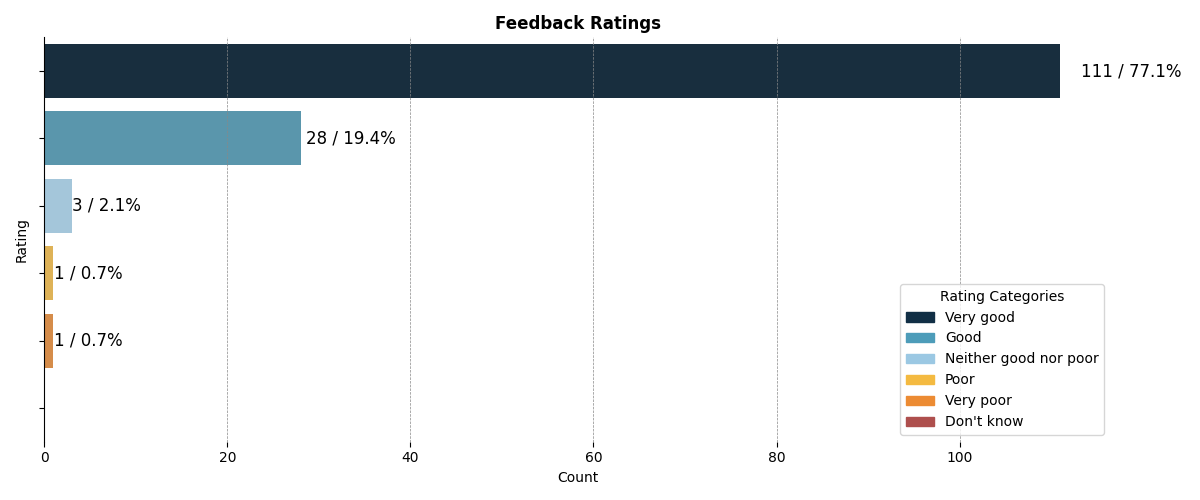 Feedback Ratings
111 / 77.1%
28 / 19.4%
3 / 2.1%
1 / 0.7%
1 / 0.7%
Rating
Rating Categories
Very good
Good
Neither good nor poor
Poor
Very poor
Don't know
0 20 40 60 80 100
Count